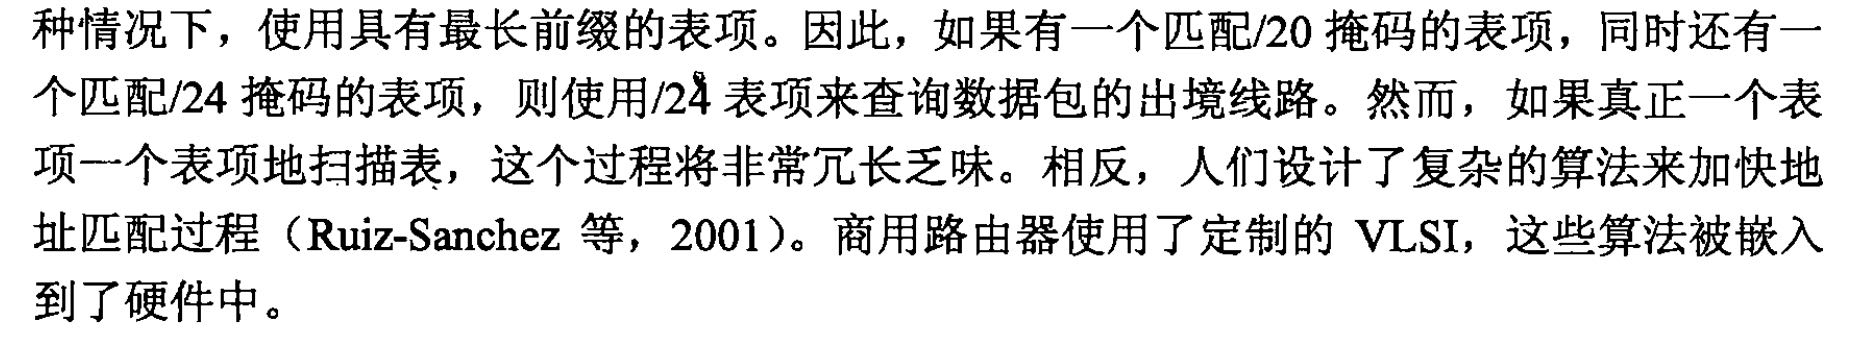 种情况下，使用具有最长前缀的表项。因此，如果有一个匹配/20 掩码的表项，同时还有一
个匹配/24 掩码的表项，则使用/24 表项来查询数据包的出境线路。然而，如果真正一个表
项一个表项地扫描表，这个过程将非常冗长乏味。相反，人们设计了复杂的算法来加快地
址匹配过程（Ruiz-Sanchez 等，2001）。商用路由器使用了定制的 VLSI，这些算法被嵌入
到了硬件中。